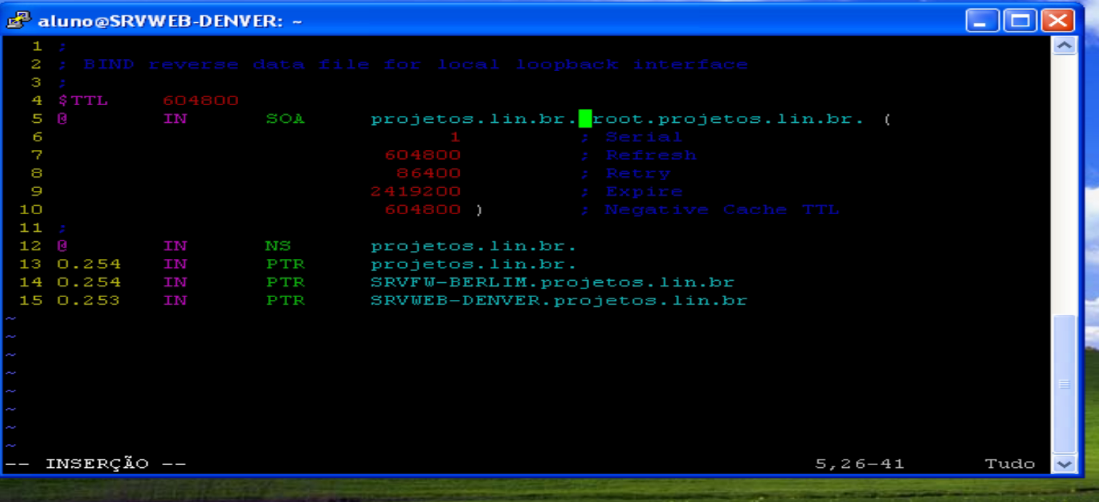 aluno@SRVWEB-DENVER: ~
1 ;
2 ; BIND reverse data file for local loopback interface
3 ;
4 $TTL 604800
5 @ IN SOA projetos.lin.br. root.projetos.lin.br. (
6 1 ; Serial
7 604800 ; Refresh
8 86400 ; Retry
9 2419200 ; Expire
10 604800 ) ; Negative Cache TTL
11 ;
12 @ IN NS projetos.lin.br.
13 0.254 IN PTR projetos.lin.br.
14 0.254 IN PTR SRVFW-BERLIM.projetos.lin.br
15 0.253 IN PTR SRVWEB-DENVER.projetos.lin.br
~
~
~
~
~
~
~
~
-- INSERÇÃO -- 5,26-41 Tudo